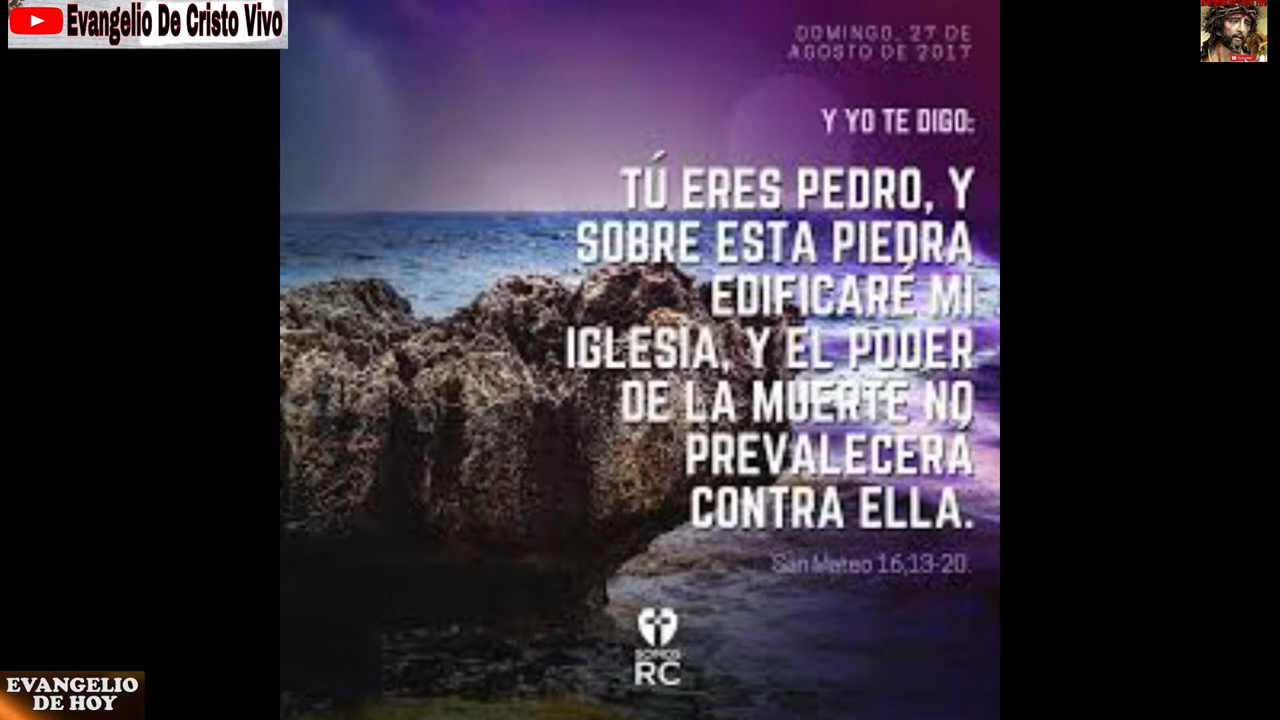 Evangelio De Cristo Vivo
DOMINGO, 27 DE
AGOSTO DE 2017
Y YO TE DIGO:
TÚ ERES PEDRO, Y
SOBRE ESTA PIEDRA
EDIFICARÉ MI
IGLESIA, Y EL PODER
DE LA MUERTE NO
PREVALECERÁ
CONTRA ELLA.
San Mateo 16,13-20.
SOMOS
RC
EVANGELIO
DE HOY